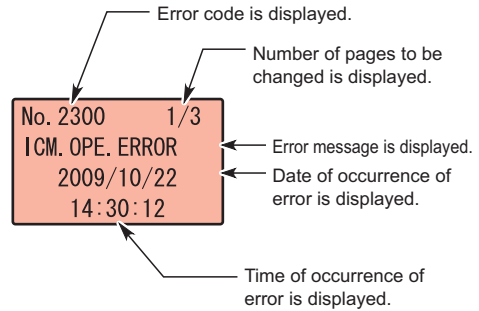 Error code is displayed.
Number of pages to be
changed is displayed.
No. 2300 1/3
ICM. OPE. ERROR
2009/10/22
14:30:12
Error message is displayed.
Date of occurrence of
error is displayed.
Time of occurrence of
error is displayed.